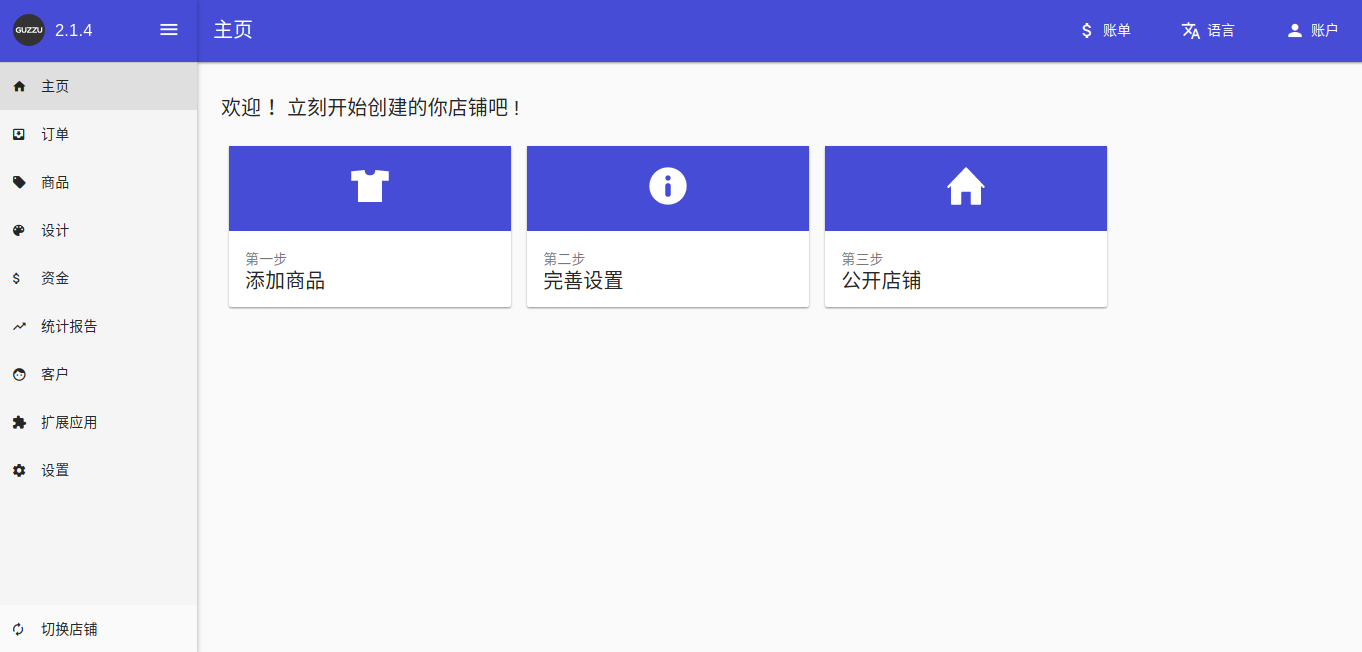 GUZZU 2.1.4
主页
账单
语言
账户
主页
订单
商品
设计
资金
统计报告
客户
扩展应用
设置
切换店铺
欢迎 ！ 立刻开始创建的你店铺吧 !
第一步
添加商品
第二步
完善设置
第三步
公开店铺